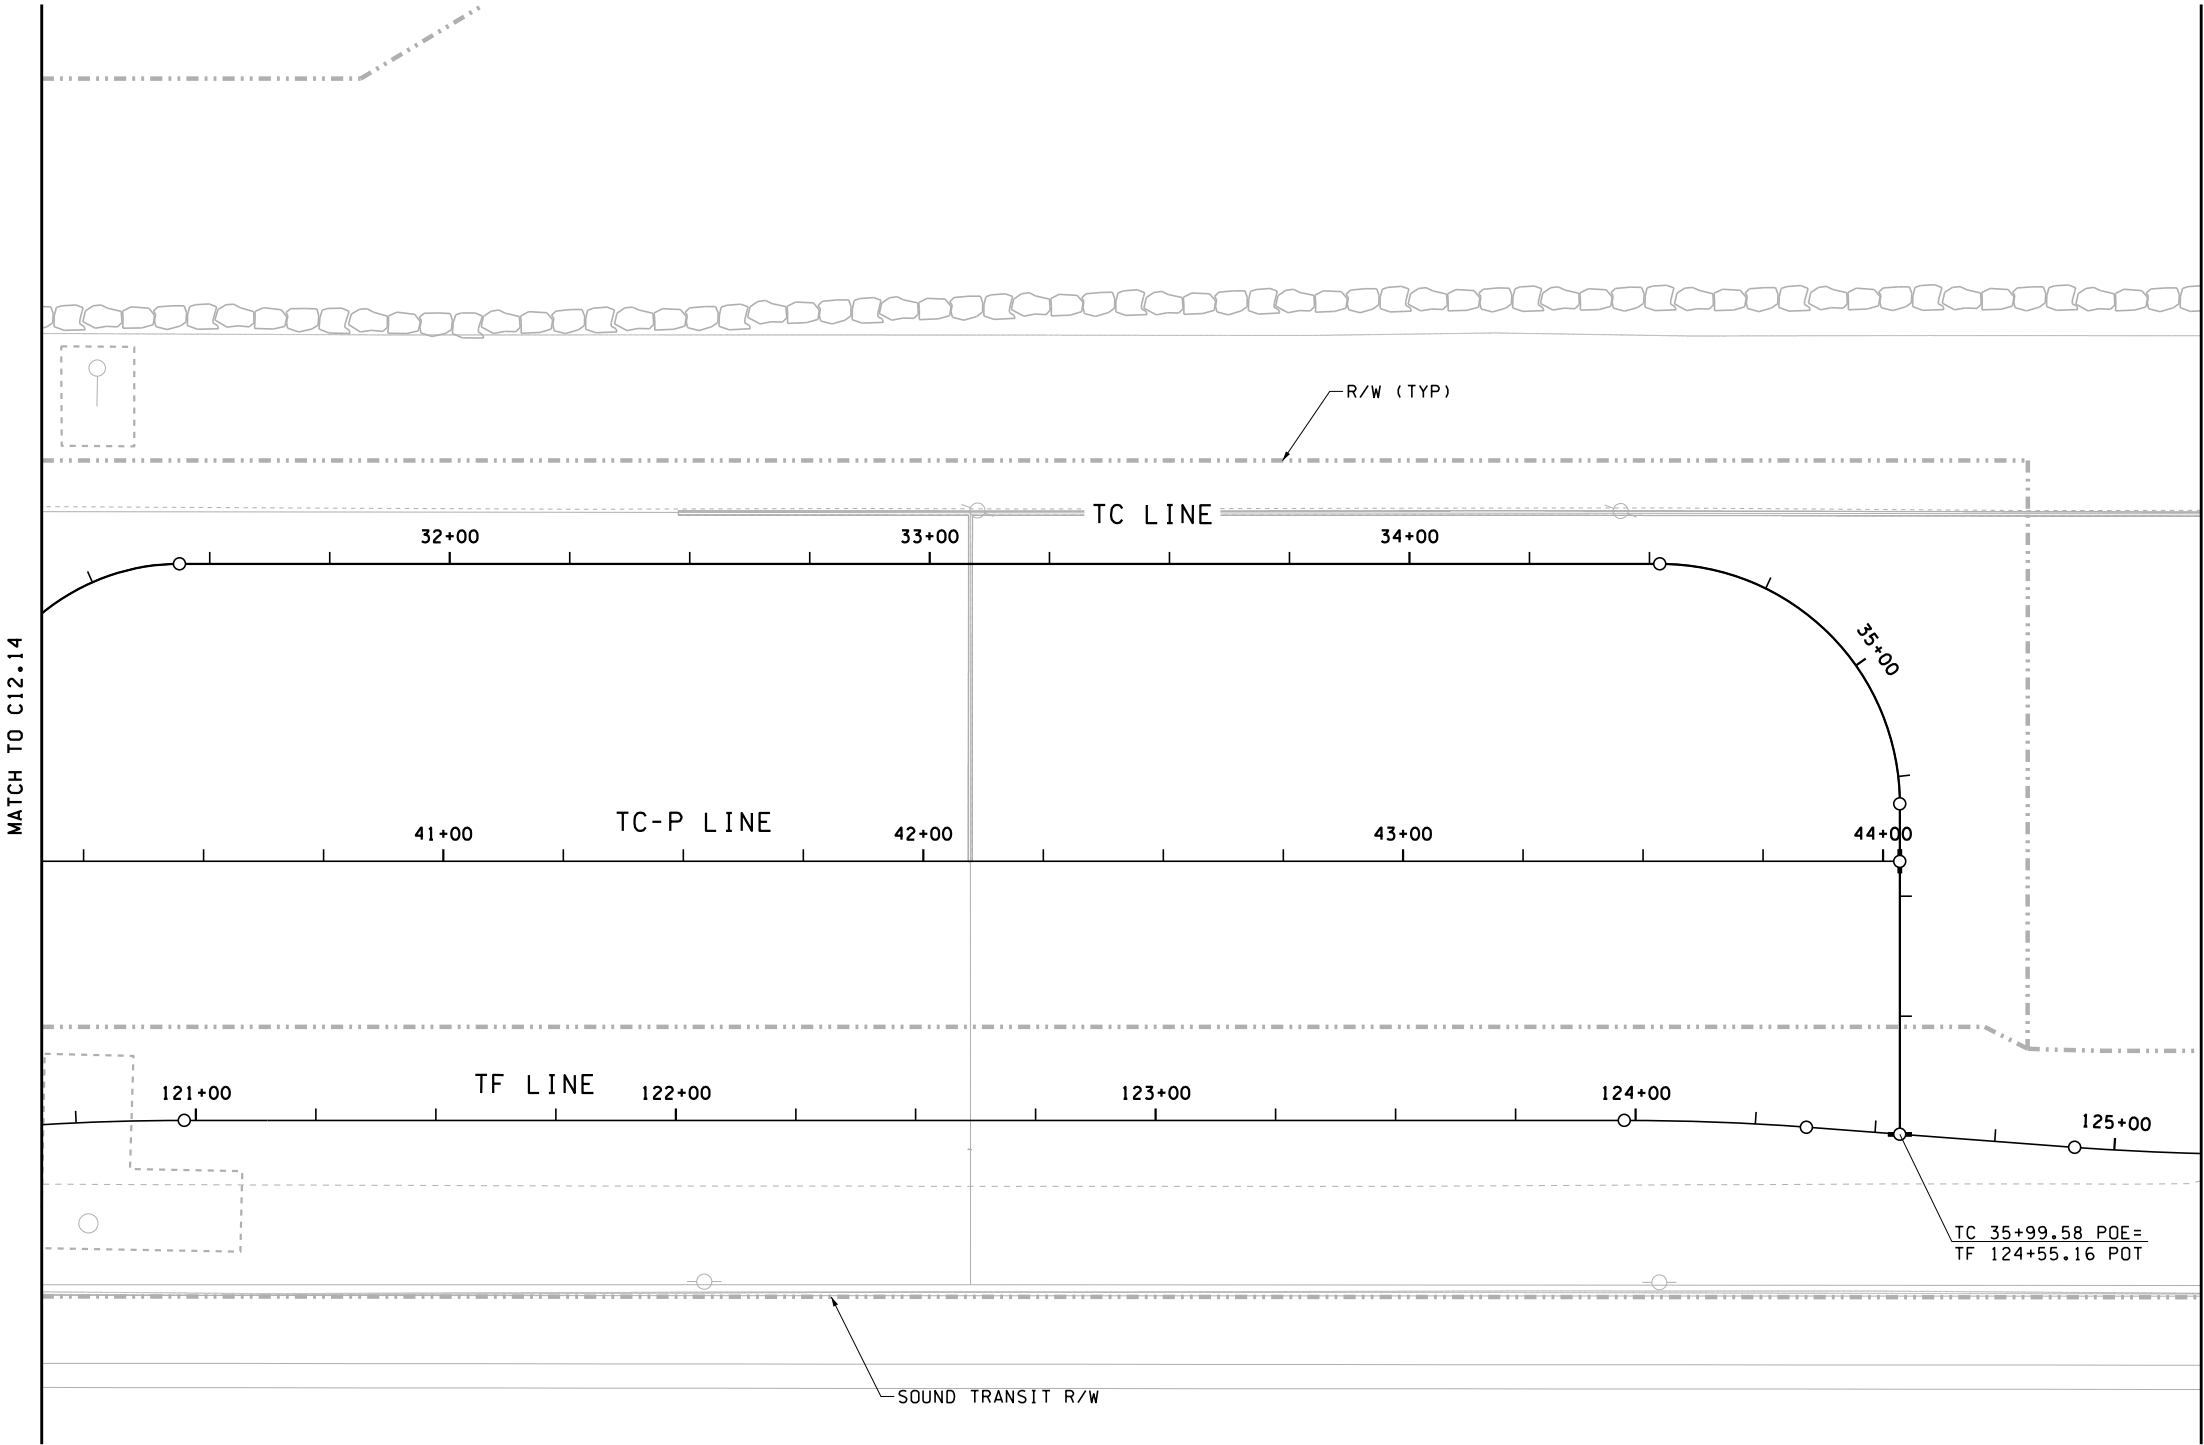 R/W (TYP)
TC LINE
32+00
33+00
34+00
35+00
MATCH TO C12.14
TC-P LINE
41+00
42+00
43+00
44+00
TF LINE
121+00
122+00
123+00
124+00
125+00
TC 35+99.58 POE=
TF 124+55.16 POT
SOUND TRANSIT R/W